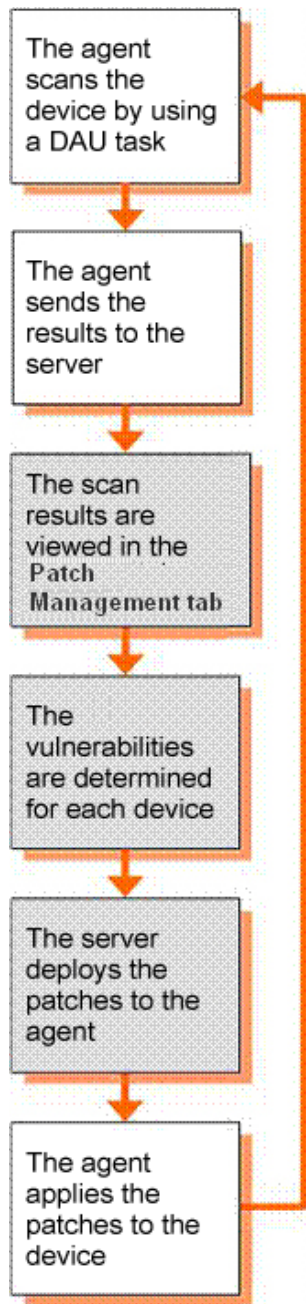 The agent
scans the
device by using
a DAU task
The agent
sends the
results to the
server
The scan
results are
viewed in the
Patch
Management tab
The
vulnerabilities
are determined
for each device
The server
deploys the
patches to the
agent
The agent
applies the
patches to the
device